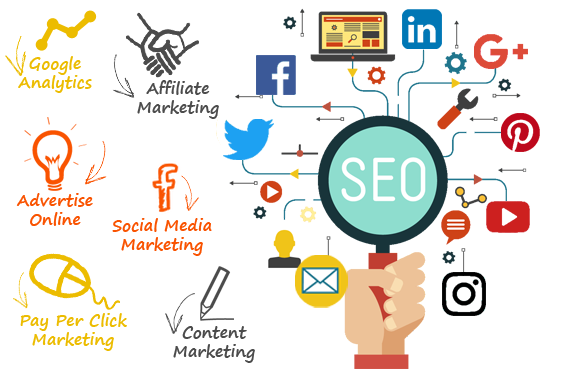 Google
Analytics
Affiliate
Marketing
Advertise
Online
Social Media
Marketing
Pay Per Click
Marketing
Content
Marketing
SEO
in
G+